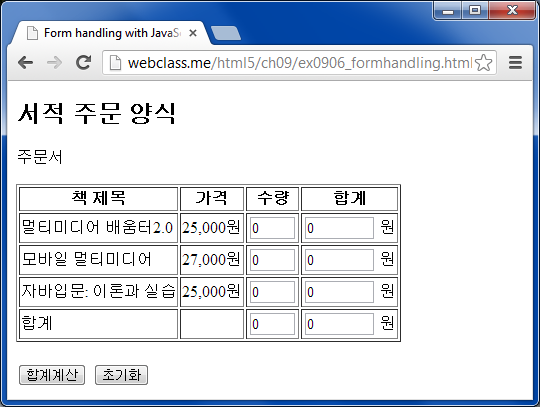 Form handling with JavaS
webclass.me/html5/ch09/ex0906_formhandling.html
서적 주문 양식
주문서
책 제목 가격 수량 합계
멀티미디어 배움터2.0 25,000원 0 0 원
모바일 멀티미디어 27,000원 0 0 원
자바입문: 이론과 실습 25,000원 0 0 원
합계 0 0 원
합계계산 초기화